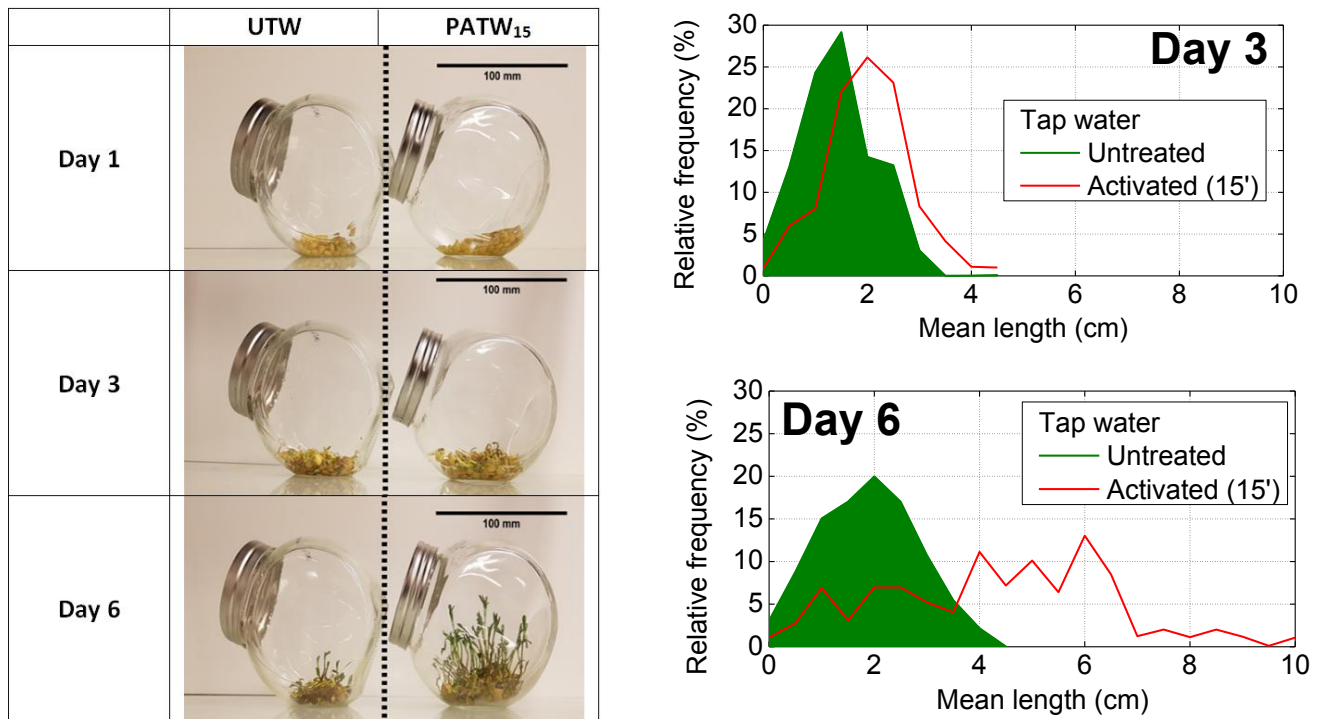 UTW PATW₁₅
Day 1
100 mm
Day 3
100 mm
Day 6
100 mm
Day 3
Relative frequency (%)
30
25
20
15
10
5
0
Tap water
Untreated
Activated (15')
0 2 4 6 8 10
Mean length (cm)
Day 6
Relative frequency (%)
30
25
20
15
10
5
0
Tap water
Untreated
Activated (15')
0 2 4 6 8 10
Mean length (cm)